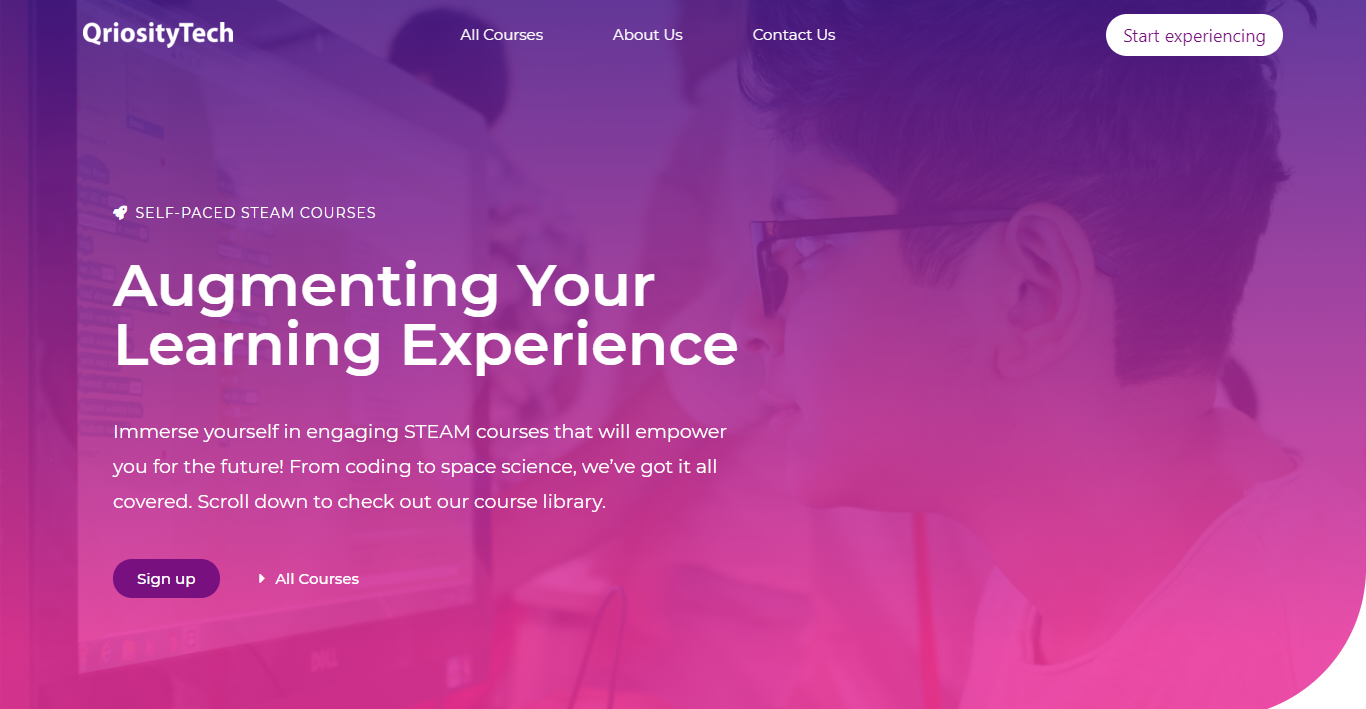 QriosityTech
All Courses
About Us
Contact Us
Start experiencing
SELF-PACED STEAM COURSES
Augmenting Your
Learning Experience
Immerse yourself in engaging STEAM courses that will empower
you for the future! From coding to space science, we’ve got it all
covered. Scroll down to check out our course library.
Sign up
All Courses
DELL